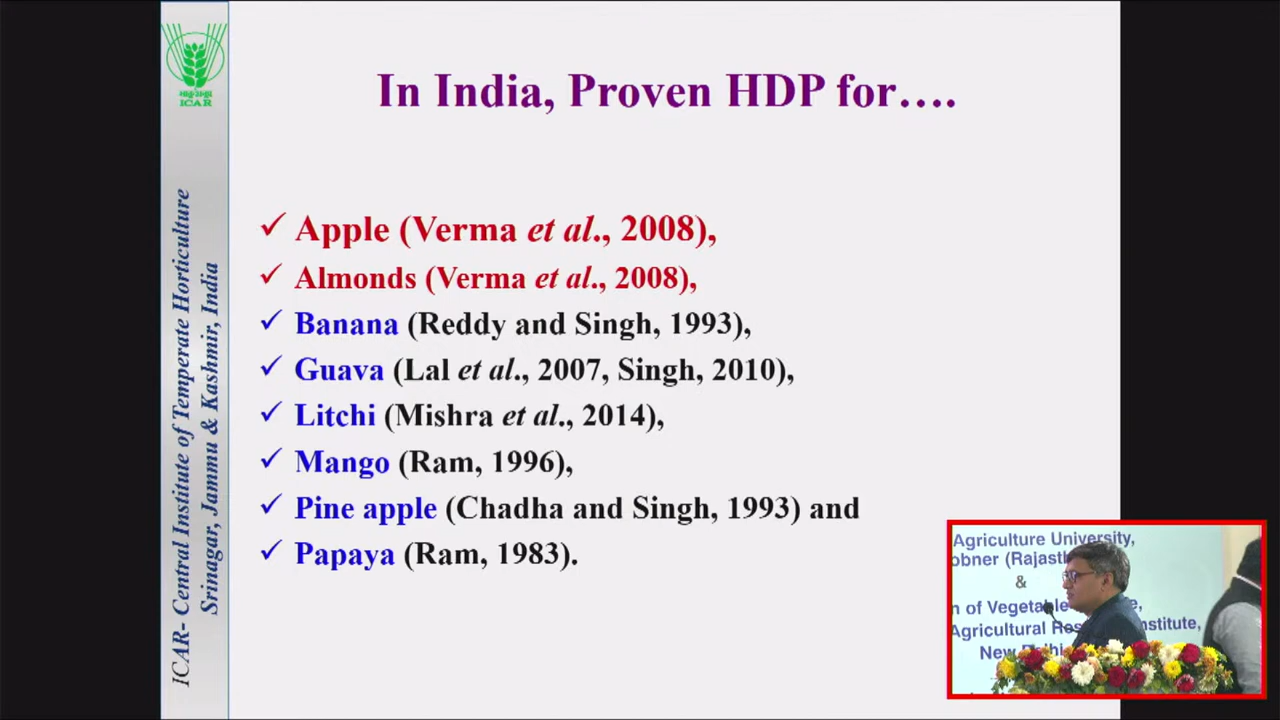 ICAR
ICAR- Central Institute of Temperate Horticulture
Srinagar, Jammu & Kashmir, India
In India, Proven HDP for….
✓ Apple (Verma et al., 2008),
✓ Almonds (Verma et al., 2008),
✓ Banana (Reddy and Singh, 1993),
✓ Guava (Lal et al., 2007, Singh, 2010),
✓ Litchi (Mishra et al., 2014),
✓ Mango (Ram, 1996),
✓ Pine apple (Chadha and Singh, 1993) and
✓ Papaya (Ram, 1983).
Agriculture University,
obner (Rajasth
&
n of Vegetable
Agricultural Res
stitute,
New Delhi